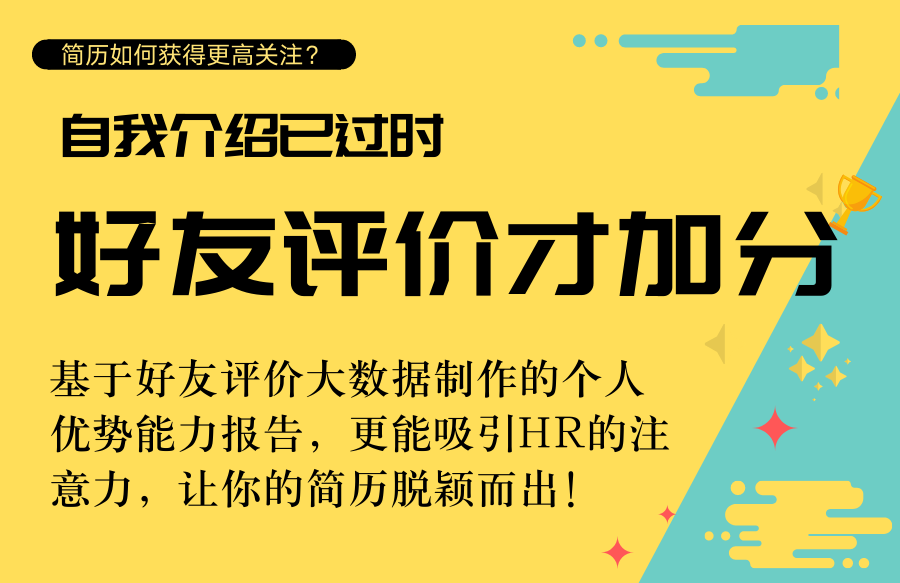 简历如何获得更高关注？
自我介绍已过时
好友评价才加分
基于好友评价大数据制作的个人
优势能力报告，更能吸引HR的注
意力，让你的简历脱颖而出！